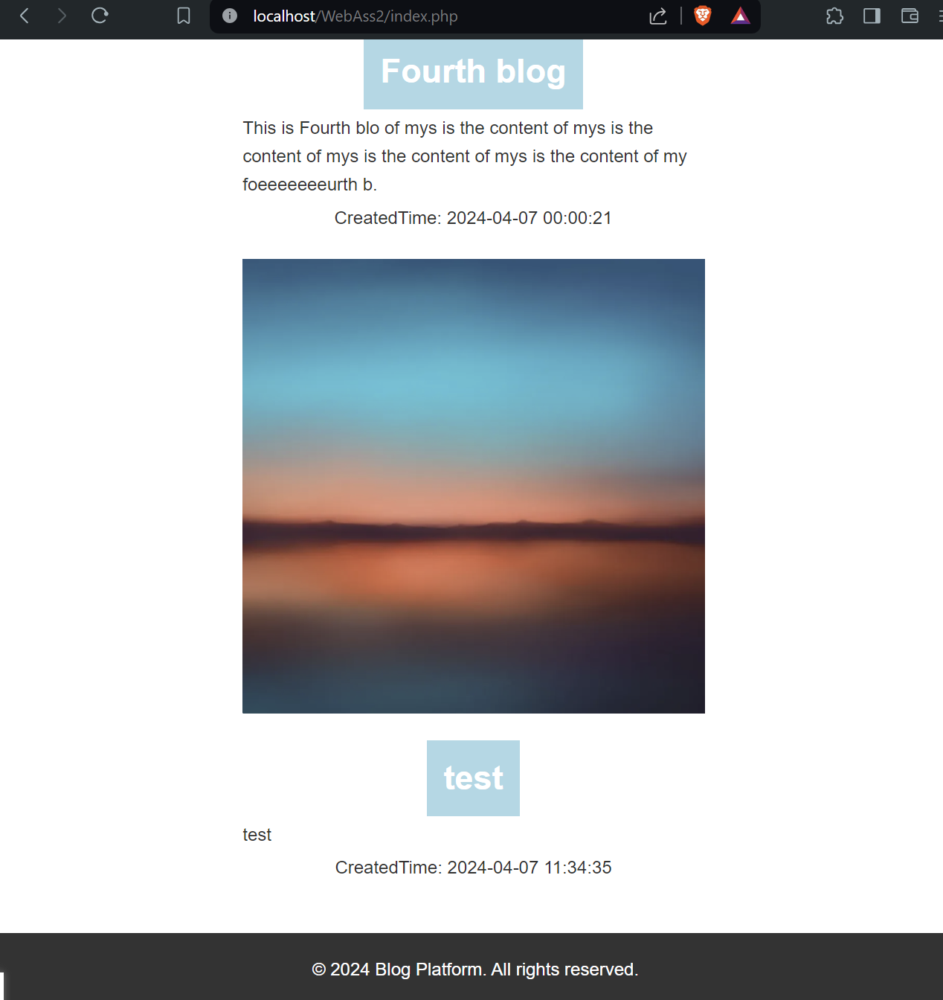 localhost/WebAss2/index.php
Fourth blog
This is Fourth blo of mys is the content of mys is the
content of mys is the content of mys is the content of my
foeeeeeeeurth b.
CreatedTime: 2024-04-07 00:00:21
test
test
CreatedTime: 2024-04-07 11:34:35
© 2024 Blog Platform. All rights reserved.